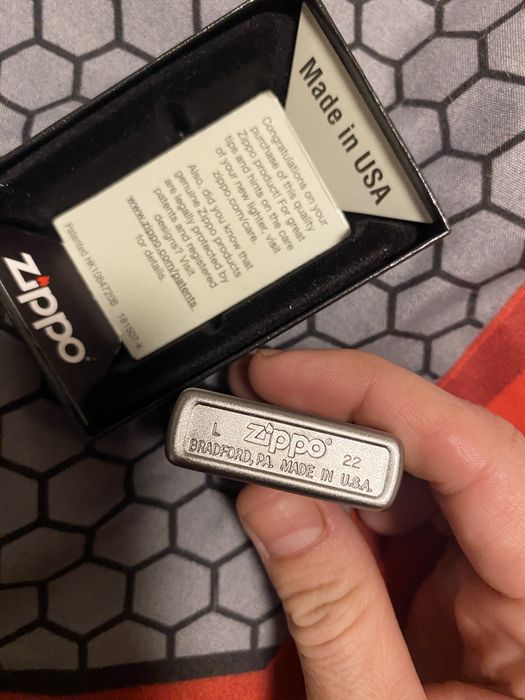 Made in USA
Congratulations on your
purchase of this quality
Zippo product! For great
tips and hints on the care
of your new lighter, visit
zippo.com/care.
Also, did you know that
genuine Zippo products
are legally protected by
patents and registered
designs? Visit
www.zippo.com/patents
for details.
Patented HK1064720B 181507-A
zippo
L zippo® 22
BRADFORD, PA. MADE IN U.S.A.